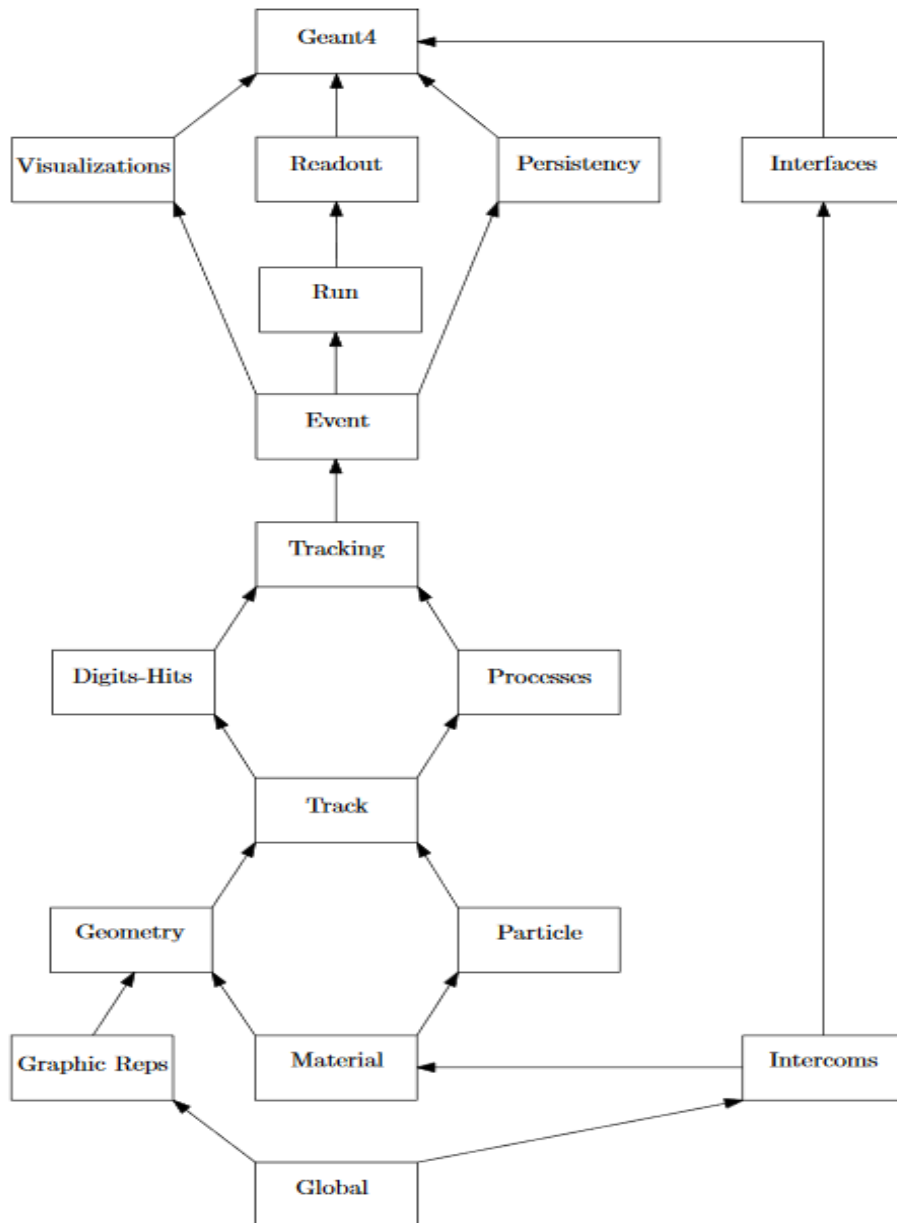 Geant4
Visualizations
Readout
Persistency
Interfaces
Run
Event
Tracking
Digits-Hits
Processes
Track
Geometry
Particle
Graphic Reps
Material
Intercoms
Global